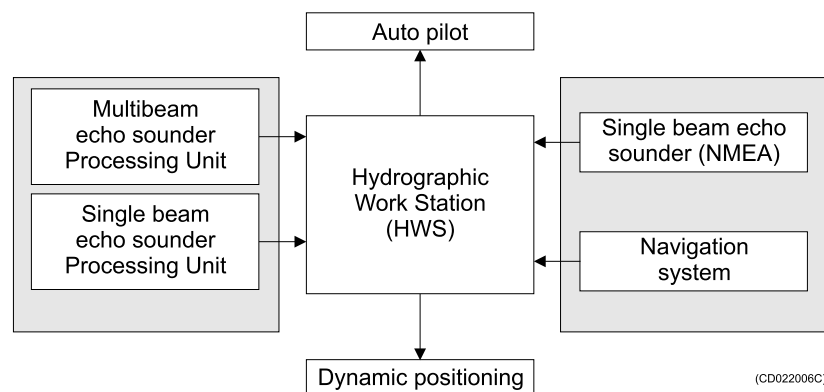 Auto pilot
Multibeam
echo sounder
Processing Unit
Single beam
echo sounder
Processing Unit
Hydrographic
Work Station
(HWS)
Single beam echo
sounder (NMEA)
Navigation
system
Dynamic positioning
(CD022006C)